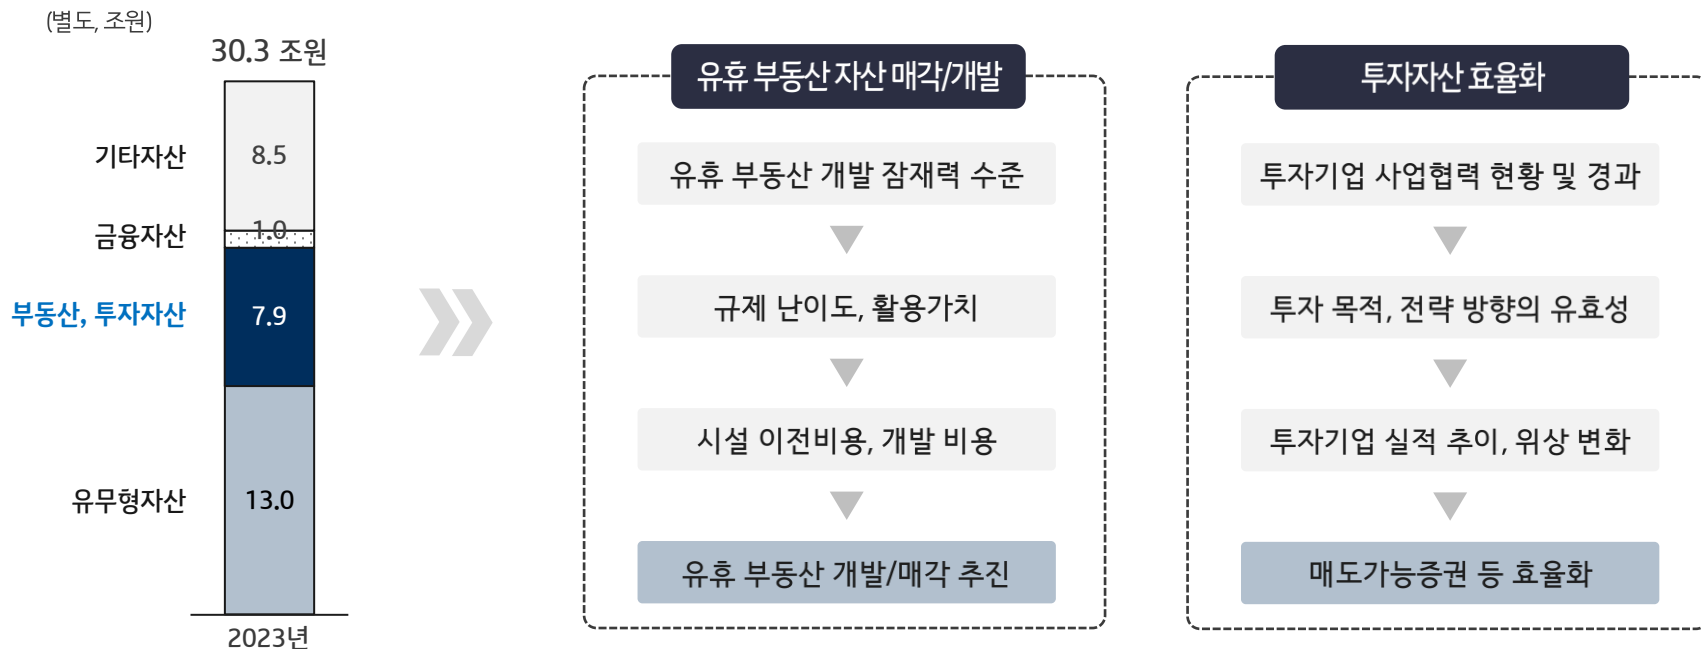 (별도, 조원)
30.3 조원
기타자산
8.5
금융자산
1.0
부동산, 투자자산
7.9
유무형자산
13.0
2023년
유휴 부동산 자산 매각/개발
유휴 부동산 개발 잠재력 수준
규제 난이도, 활용가치
시설 이전비용, 개발 비용
유휴 부동산 개발/매각 추진
투자자산 효율화
투자기업 사업협력 현황 및 경과
투자 목적, 전략 방향의 유효성
투자기업 실적 추이, 위상 변화
매도가능증권 등 효율화